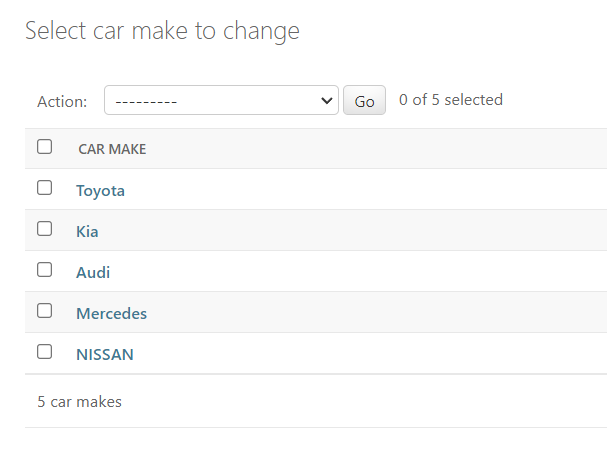 Select car make to change
Action: --------- Go 0 of 5 selected
CAR MAKE
Toyota
Kia
Audi
Mercedes
NISSAN
5 car makes